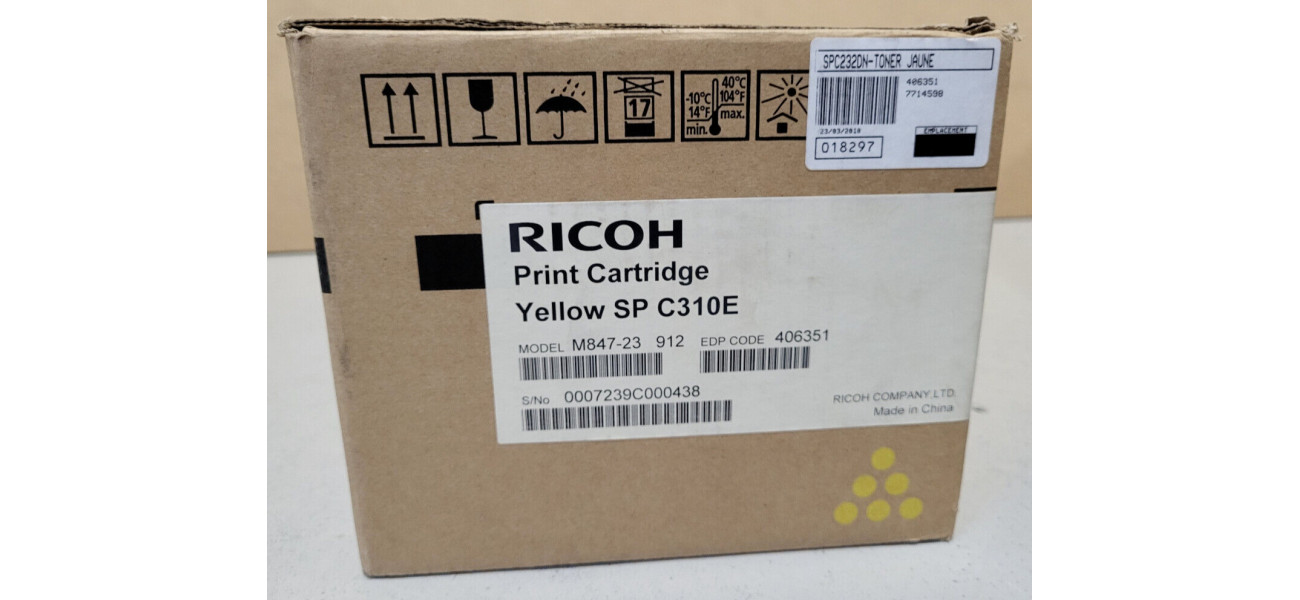 SPC232DN-TONER JAUNE
406351
7714598
23/03/2018
EMPLACEMENT
018297
17
-10°C
14°F
min.
40°C
104°F
max.
RICOH
Print Cartridge
Yellow SP C310E
MODEL M847-23 912 EDP CODE 406351
S/No 0007239C000438
RICOH COMPANY,LTD.
Made in China